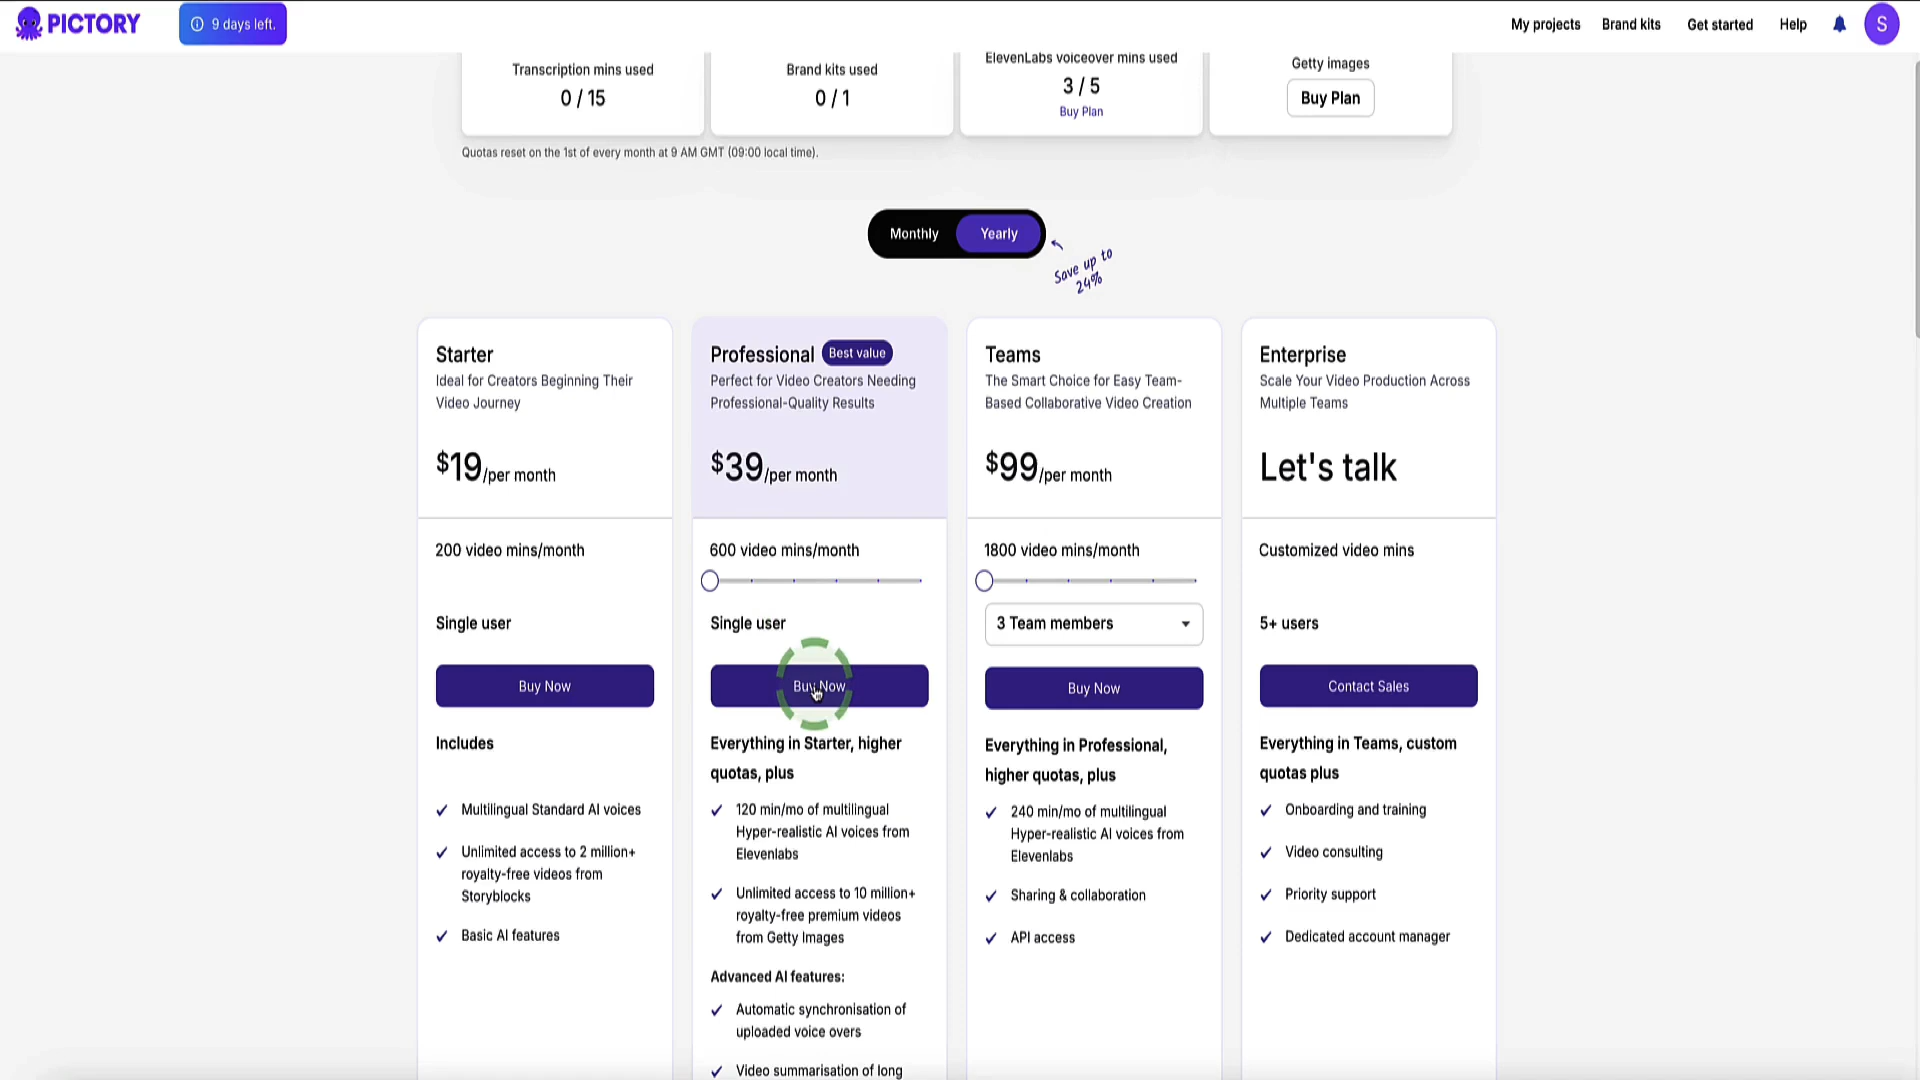 PICTORY
9 days left.
My projects
Brand kits
Get started
Help
S
Transcription mins used
0 / 15
Brand kits used
0 / 1
ElevenLabs voiceover mins used
3 / 5
Buy Plan
Getty images
Buy Plan
Quotas reset on the 1st of every month at 9 AM GMT (09:00 local time).
Monthly
Yearly
Save up to
24%
Starter
Ideal for Creators Beginning Their
Video Journey
$19/per month
200 video mins/month
Single user
Buy Now
Includes
Multilingual Standard AI voices
Unlimited access to 2 million+
royalty-free videos from
Storyblocks
Basic AI features
Professional
Best value
Perfect for Video Creators Needing
Professional-Quality Results
$39/per month
600 video mins/month
Single user
Buy Now
Everything in Starter, higher
quotas, plus
120 min/mo of multilingual
Hyper-realistic AI voices from
Elevenlabs
Unlimited access to 10 million+
royalty-free premium videos
from Getty Images
Advanced AI features:
Automatic synchronisation of
uploaded voice overs
Video summarisation of long
Teams
The Smart Choice for Easy Team-
Based Collaborative Video Creation
$99/per month
1800 video mins/month
3 Team members
Buy Now
Everything in Professional,
higher quotas, plus
240 min/mo of multilingual
Hyper-realistic AI voices from
Elevenlabs
Sharing & collaboration
API access
Enterprise
Scale Your Video Production Across
Multiple Teams
Let's talk
Customized video mins
5+ users
Contact Sales
Everything in Teams, custom
quotas plus
Onboarding and training
Video consulting
Priority support
Dedicated account manager